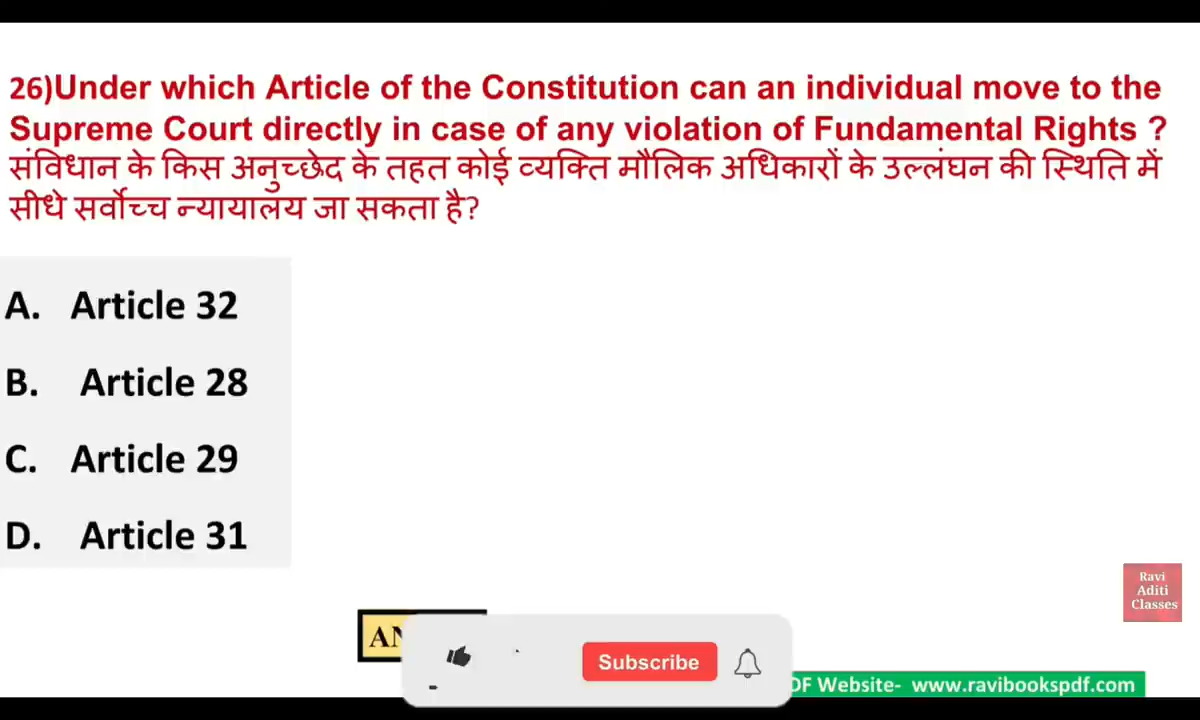 26)Under which Article of the Constitution can an individual move to the
Supreme Court directly in case of any violation of Fundamental Rights ?
संविधान के किस अनुच्छेद के तहत कोई व्यक्ति मौलिक अधिकारों के उल्लंघन की स्थिति में
सीधे सर्वोच्च न्यायालय जा सकता है?
A. Article 32
B. Article 28
C. Article 29
D. Article 31
Ravi
Aditi
Classes
Subscribe
Website- www.ravibookspdf.com